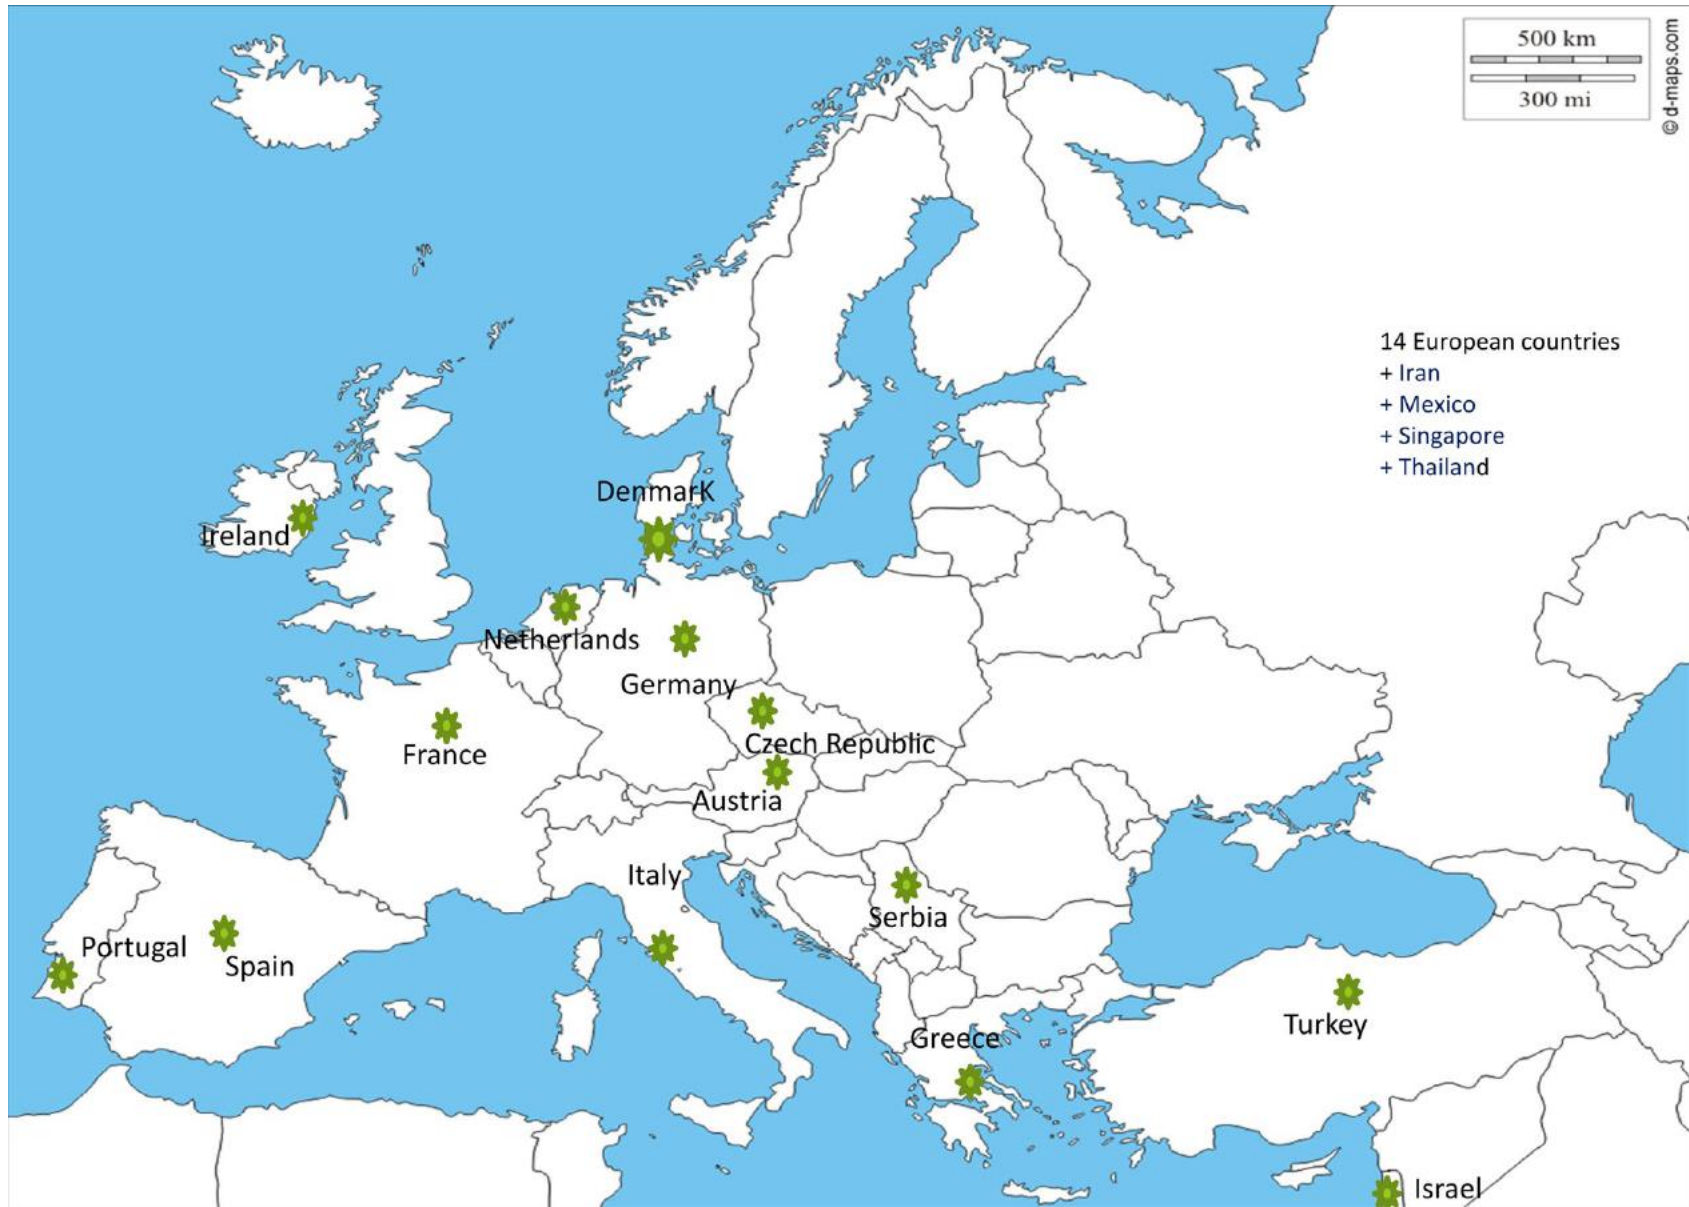 500 km
300 mi
© d-maps.com
14 European countries
+ Iran
+ Mexico
+ Singapore
+ Thailand
DenmarK
Ireland
Netherlands
Germany
Czech Republic
France
Austria
Italy
Serbia
Portugal
Spain
Turkey
Greece
Israel